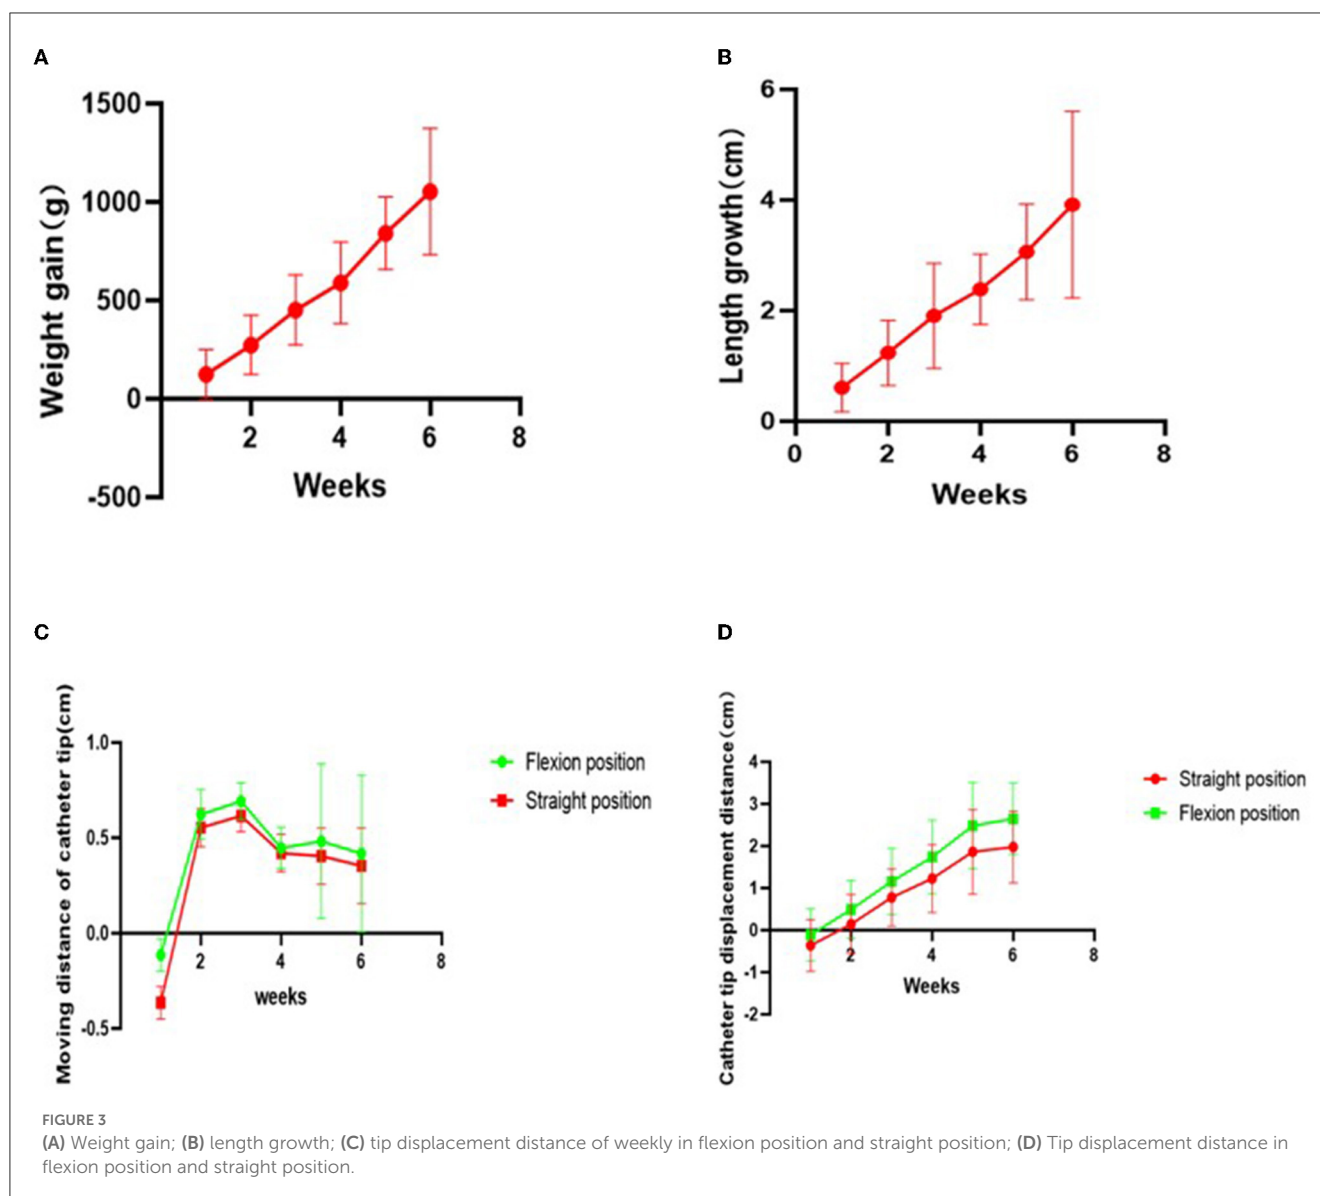 A
1500
1000
500
0
-500
Weight gain(g)
2 4 6 8
Weeks
B
6
4
2
0
Length growth(cm)
0 2 4 6 8
Weeks
C
1.0
0.5
0.0
-0.5
Moving distance of catheter tip(cm)
2 4 6 8
weeks
Flexion position
Straight position
D
4
3
2
1
0
-1
-2
Catheter tip displacement distance(cm)
2 4 6 8
Weeks
Straight position
Flexion position
FIGURE 3
(A) Weight gain; (B) length growth; (C) tip displacement distance of weekly in flexion position and straight position; (D) Tip displacement distance in
flexion position and straight position.